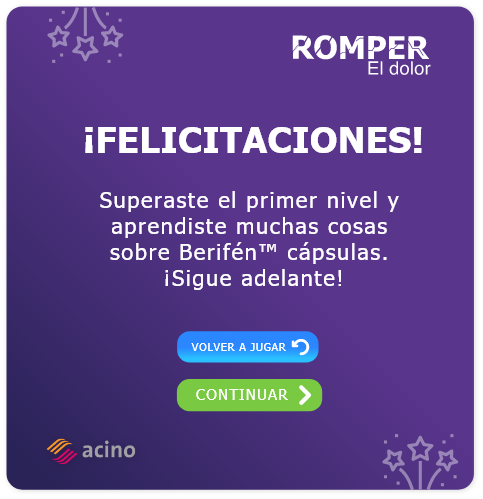 ROMPER
El dolor
¡FELICITACIONES!
Superaste el primer nivel y
aprendiste muchas cosas
sobre Berifén™ cápsulas.
¡Sigue adelante!
VOLVER A JUGAR
CONTINUAR
acino